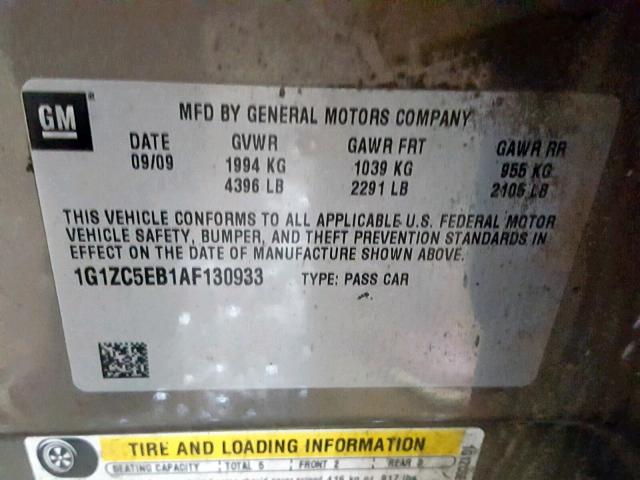 GM
MFD BY GENERAL MOTORS COMPANY
DATE GVWR GAWR FRT GAWR RR
09/09 1994 KG 1039 KG 955 KG
4396 LB 2291 LB 2105 LB
THIS VEHICLE CONFORMS TO ALL APPLICABLE U.S. FEDERAL MOTOR
VEHICLE SAFETY, BUMPER, AND THEFT PREVENTION STANDARDS IN
EFFECT ON THE DATE OF MANUFACTURE SHOWN ABOVE.
1G1ZC5EB1AF130933 TYPE: PASS CAR
TIRE AND LOADING INFORMATION
SEATING CAPACITY TOTAL 5 FRONT 2 REAR 3